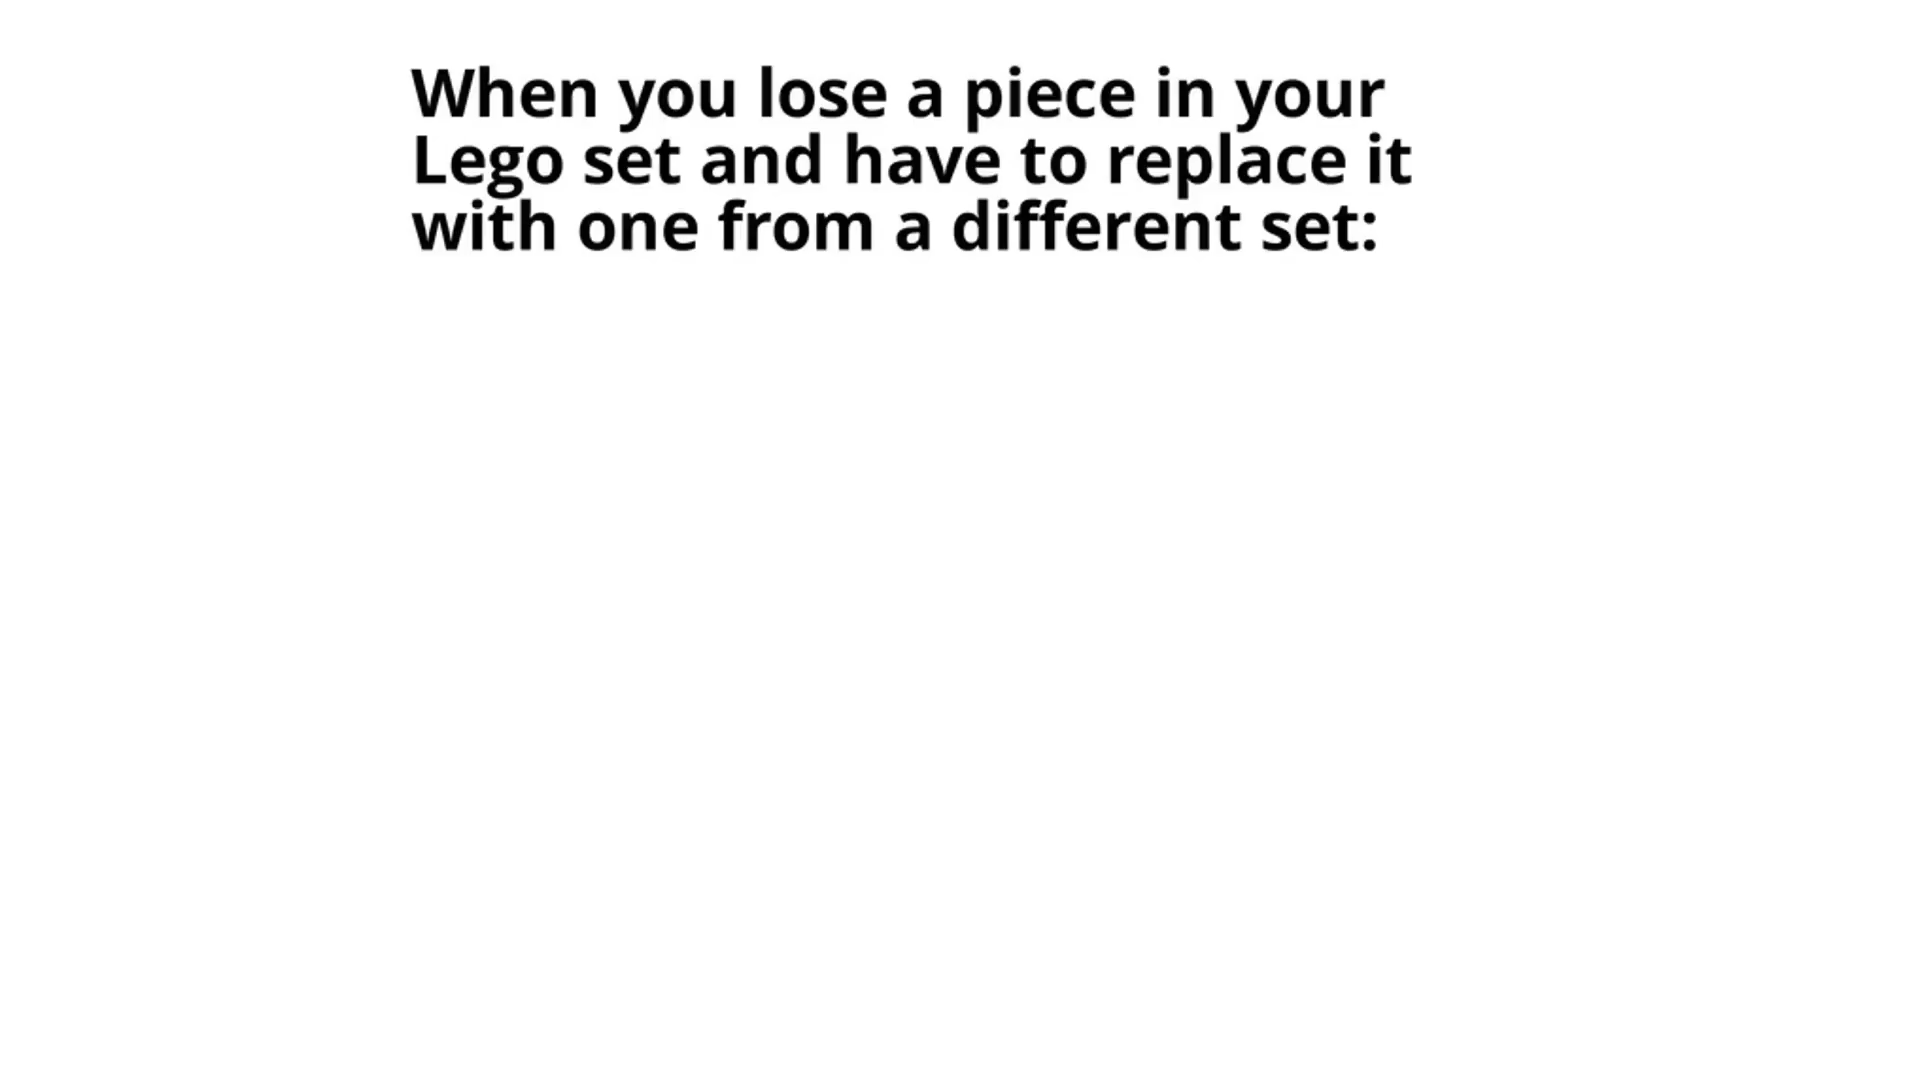 When you lose a piece in your
Lego set and have to replace it
with one from a different set: